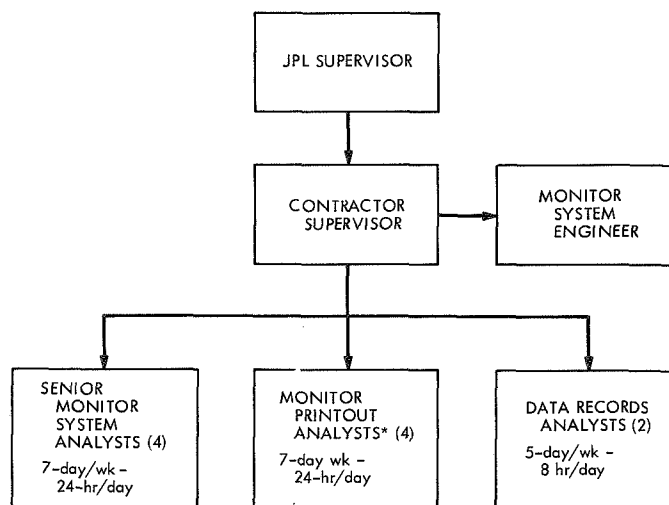 JPL SUPERVISOR
CONTRACTOR
SUPERVISOR
MONITOR
SYSTEM
ENGINEER
SENIOR
MONITOR
SYSTEM
ANALYSTS (4)
7-day/wk -
24-hr/day
MONITOR
PRINTOUT
ANALYSTS* (4)
7-day wk -
24-hr/day
DATA RECORDS
ANALYSTS (2)
5-day/wk -
8 hr/day